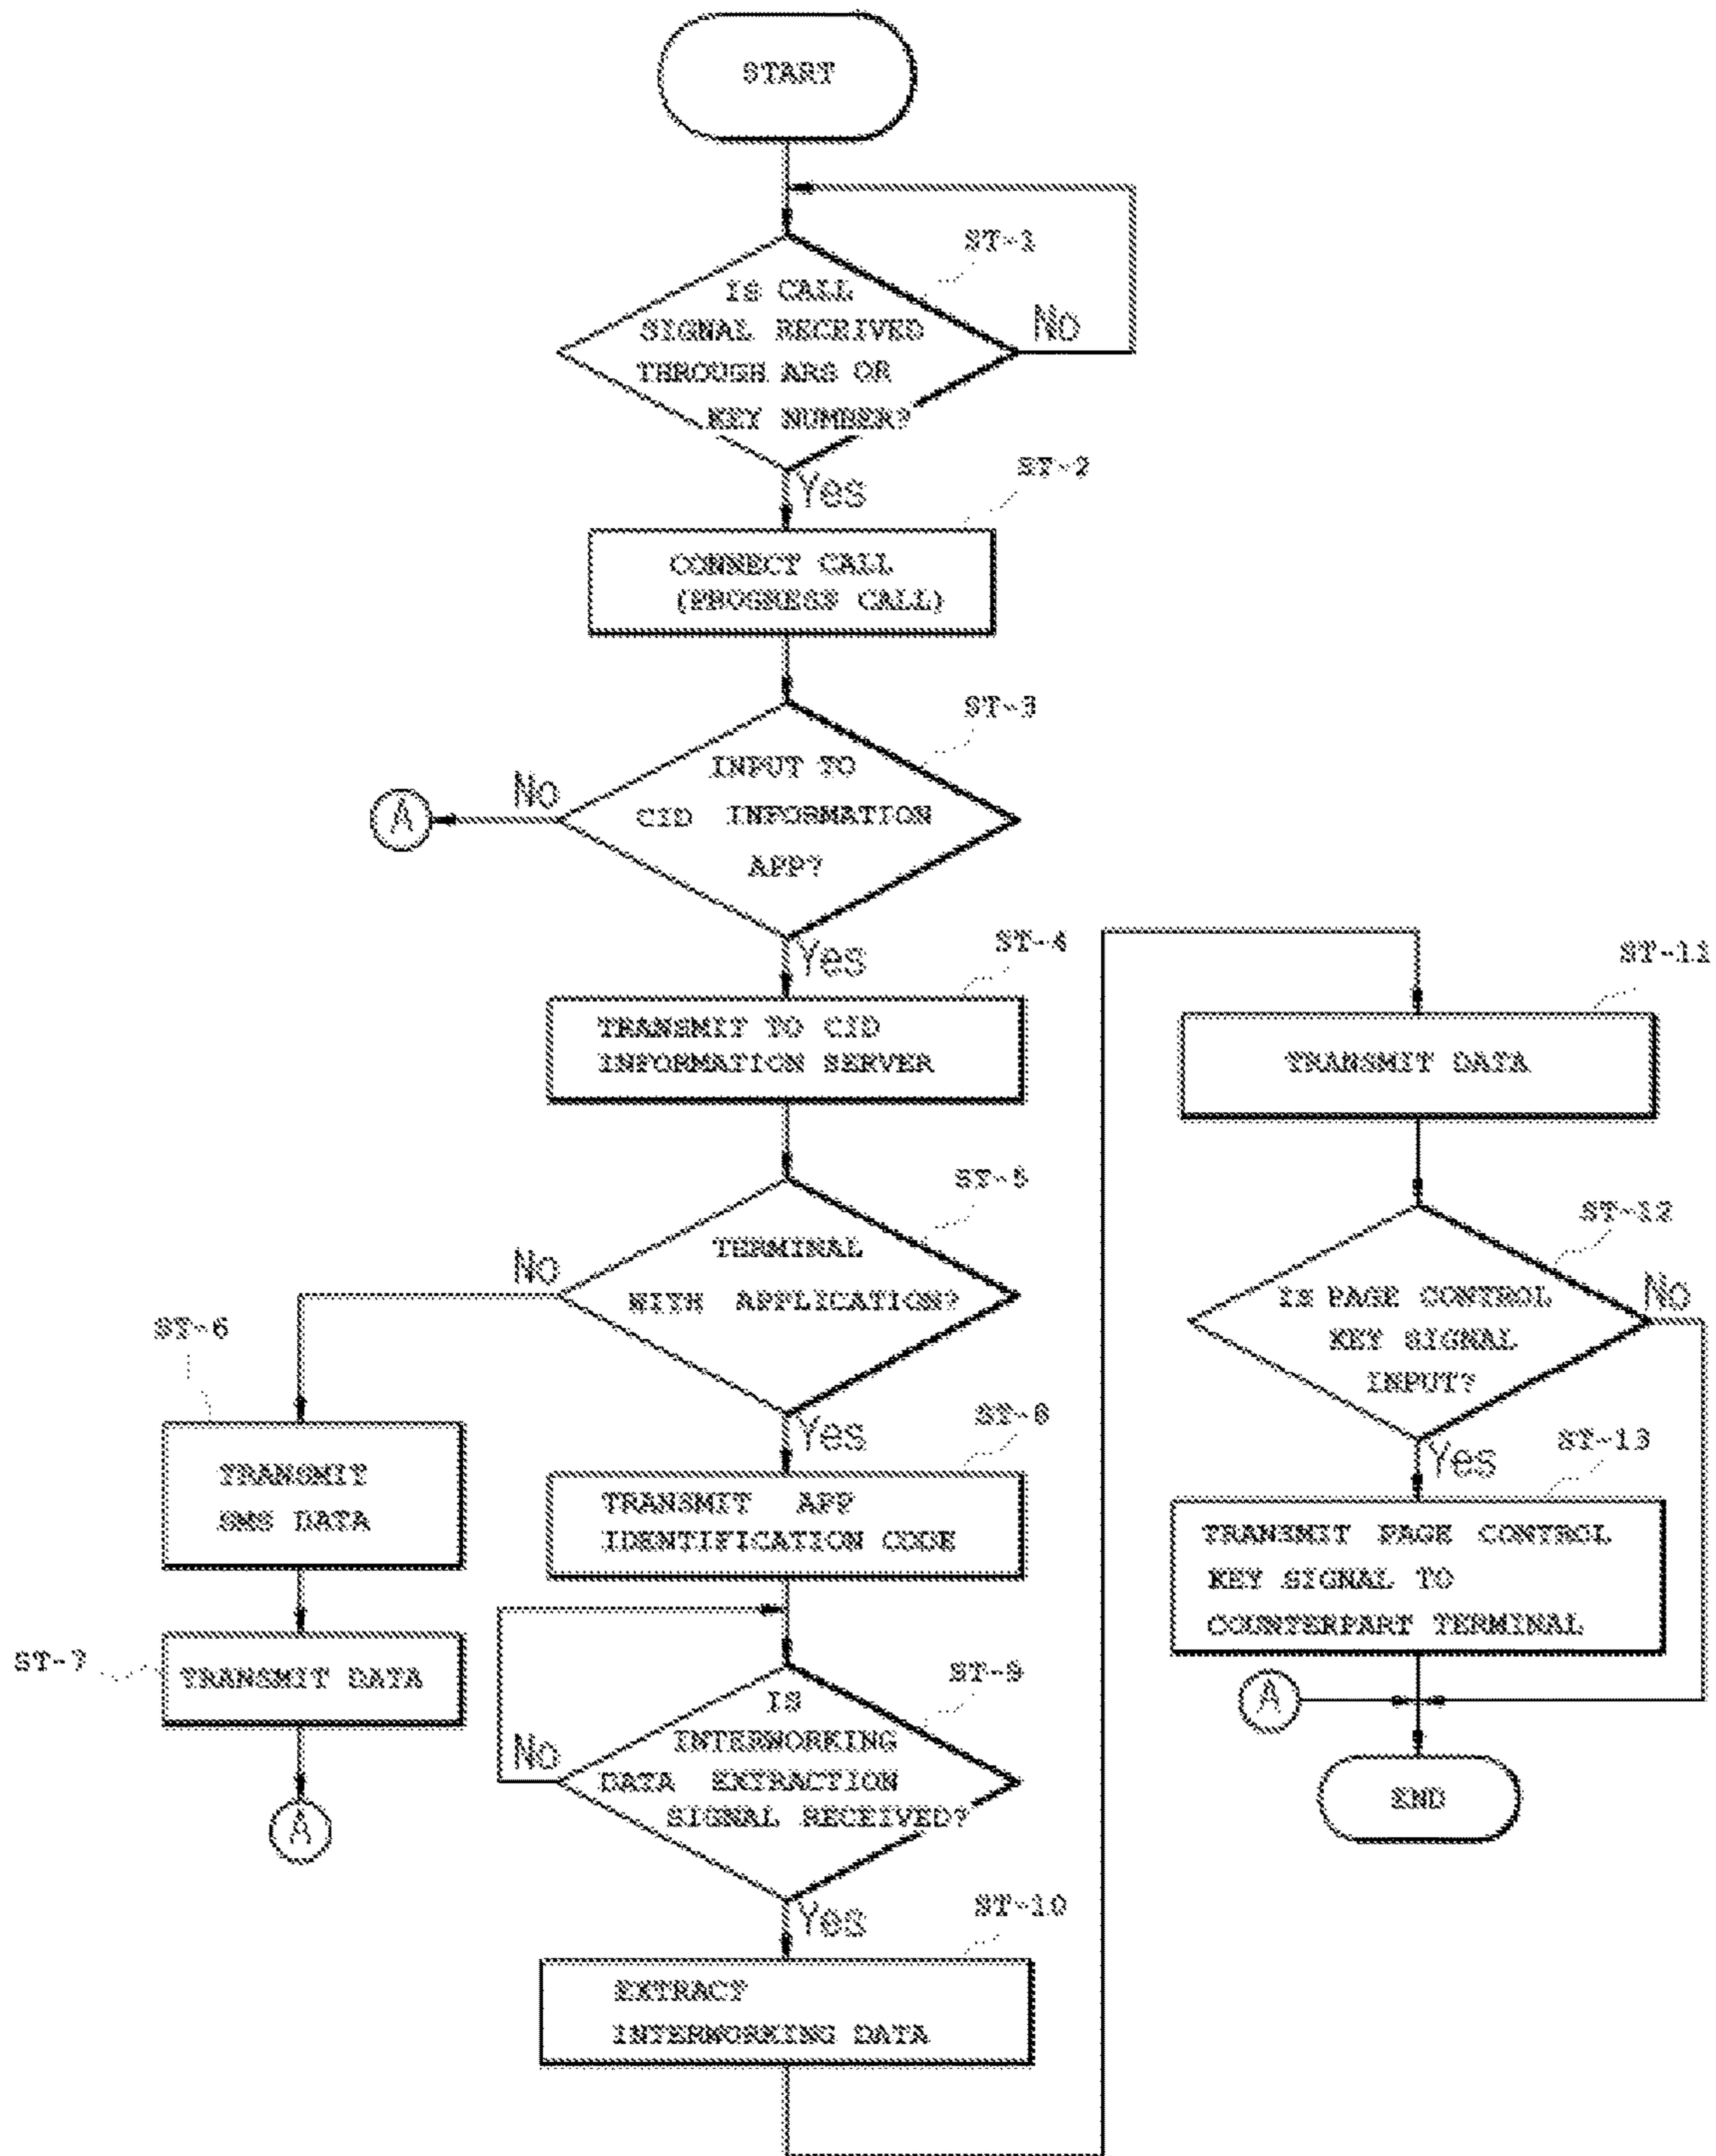 START
ST-1
IS CALL
SIGNAL RECEIVED
THROUGH ARS OR
KEY NUMBER?
No
Yes
ST-2
CONNECT CALL
(PROGRESS CALL)
ST-3
INPUT TO
CID INFORMATION
APP?
No
A
Yes
ST-4
TRANSMIT TO CID
INFORMATION SERVER
ST-5
TERMINAL
WITH APPLICATION?
No
ST-6
TRANSMIT
SMS DATA
ST-7
TRANSMIT DATA
A
Yes
ST-8
TRANSMIT APP
IDENTIFICATION CODE
ST-9
IS
INTERWORKING
DATA EXTRACTION
SIGNAL RECEIVED?
No
Yes
ST-10
EXTRACT
INTERWORKING DATA
ST-11
TRANSMIT DATA
ST-12
IS PAGE CONTROL
KEY SIGNAL
INPUT?
No
Yes
ST-13
TRANSMIT PAGE CONTROL
KEY SIGNAL TO
COUNTERPART TERMINAL
A
END